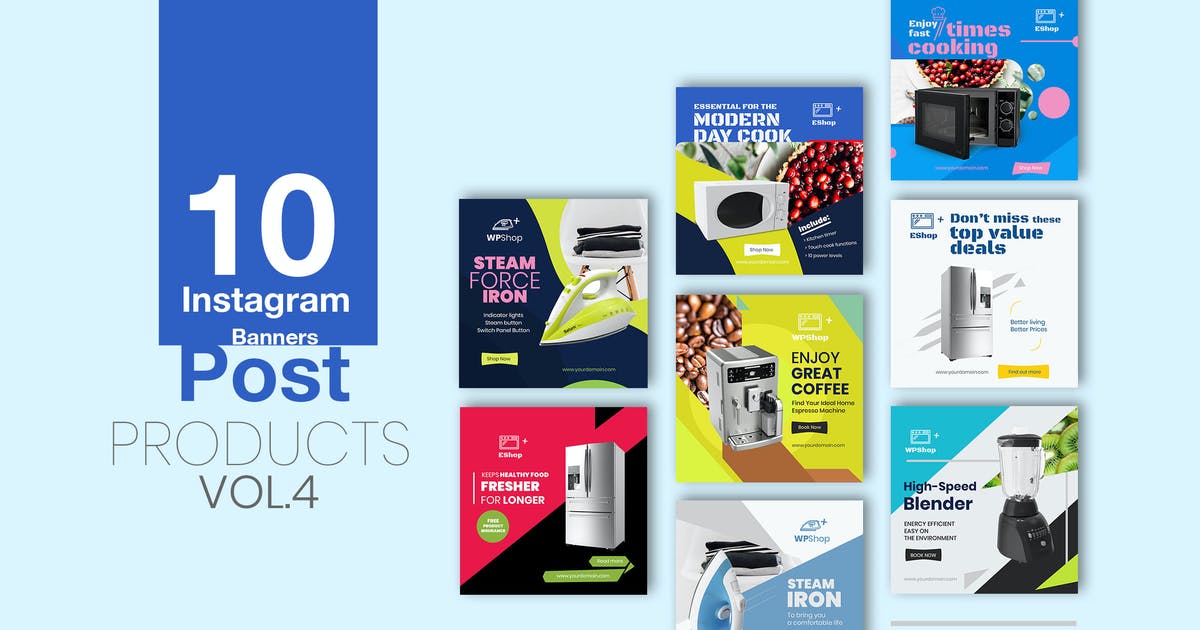 10
Instagram
Banners
Post
PRODUCTS
VOL.4
WPShop
STEAM
FORCE
IRON
Indicator lights
Steam button
Switch Panel Button
Shop Now
www.yourdomain.com
EShop
KEEPS HEALTHY FOOD
FRESHER
FOR LONGER
FREE
PRODUCT
INSURANCE
Read more
www.yourdomain.com
ESSENTIAL FOR THE
MODERN
DAY COOK
EShop
Include:
› Kitchen timer
› Touch cook functions
› 10 power levels
Shop Now
www.yourdomain.com
WPShop
ENJOY
GREAT
COFFEE
Find Your Ideal Home
Espresso Machine
Book Now
www.yourdomain.com
WPShop
STEAM
IRON
To bring you
a comfortable life
Enjoy
fast
times
cooking
EShop
www.yourdomain.com
Shop Now
EShop
Don't miss these
top value
deals
Better living
Better Prices
www.yourdomain.com
Find out more
WPShop
High-Speed
Blender
ENERCY EFFICIENT
EASY ON
THE ENVIRONMENT
BOOK NOW
www.yourdomain.com